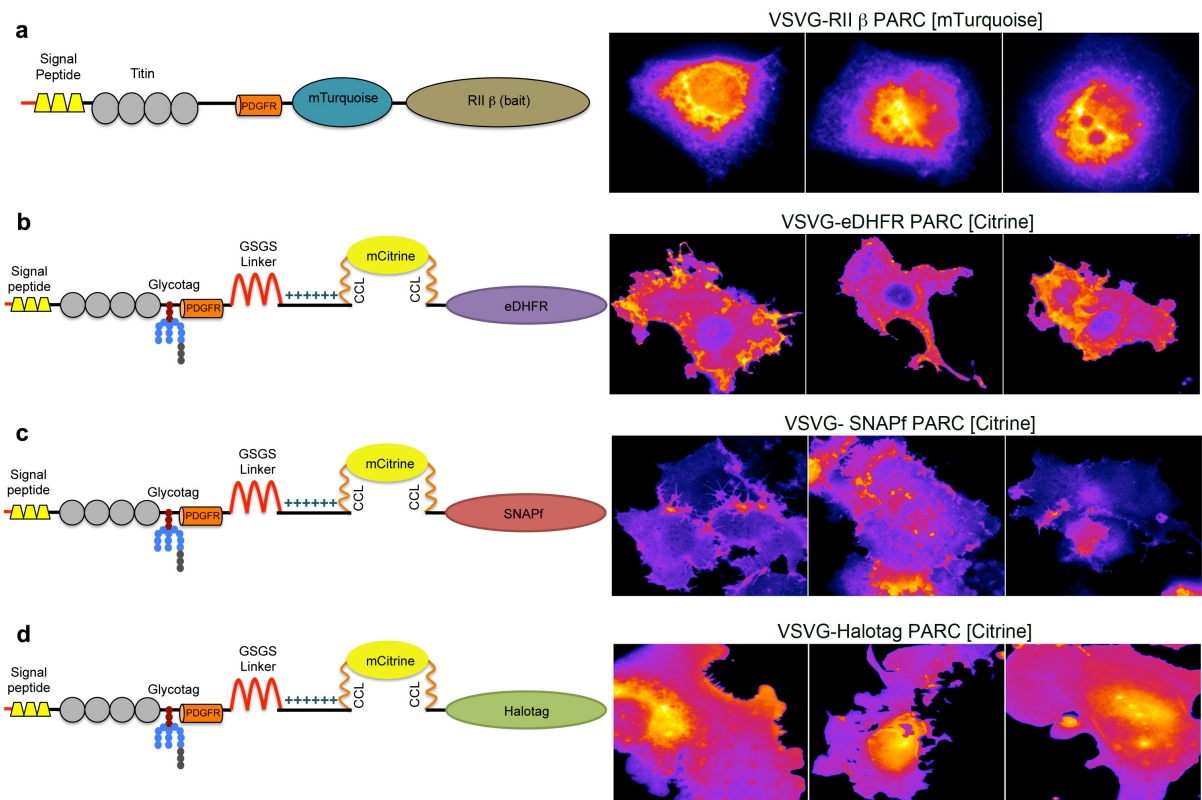 a
Signal
Peptide
Titin
PDGFR
mTurquoise
RII β (bait)
VSVG-RII β PARC [mTurquoise]
b
Signal
peptide
Glycotag
PDGFR
GSGS
Linker
++++++
CCL
mCitrine
CCL
eDHFR
VSVG-eDHFR PARC [Citrine]
c
Signal
peptide
Glycotag
PDGFR
GSGS
Linker
++++++
CCL
mCitrine
CCL
SNAPf
VSVG- SNAPf PARC [Citrine]
d
Signal
peptide
Glycotag
PDGFR
GSGS
Linker
++++++
CCL
mCitrine
CCL
Halotag
VSVG-Halotag PARC [Citrine]